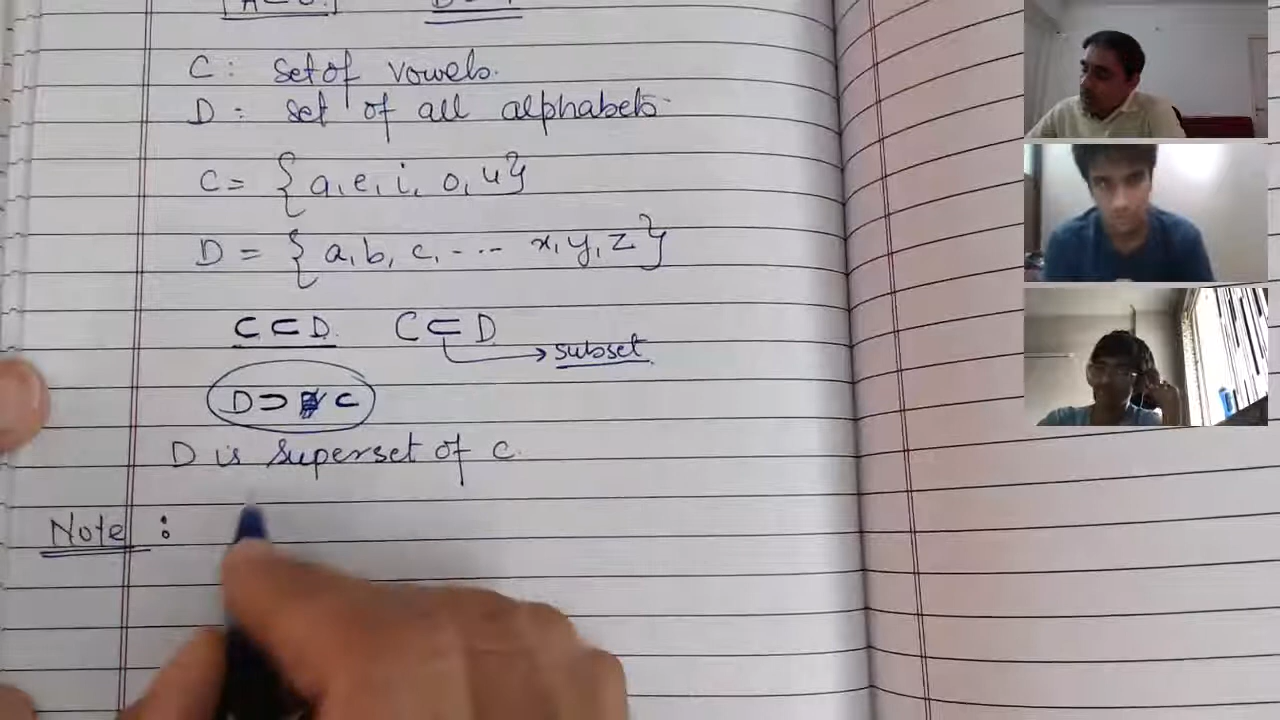 C: set of vowels.
D = set of all alphabets.
C = { a, e, i, o, u }
D = { a, b, c, --- x, y, z }
C ⊂ D. C ⊂ D
→ subset
D ⊃ C
D is superset of C.
Note :